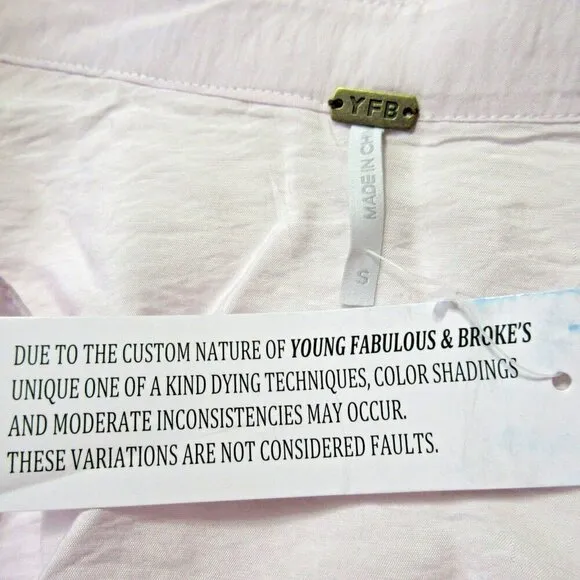 YFB
MADE IN CH
S
DUE TO THE CUSTOM NATURE OF YOUNG FABULOUS & BROKE'S
UNIQUE ONE OF A KIND DYING TECHNIQUES, COLOR SHADINGS
AND MODERATE INCONSISTENCIES MAY OCCUR.
THESE VARIATIONS ARE NOT CONSIDERED FAULTS.